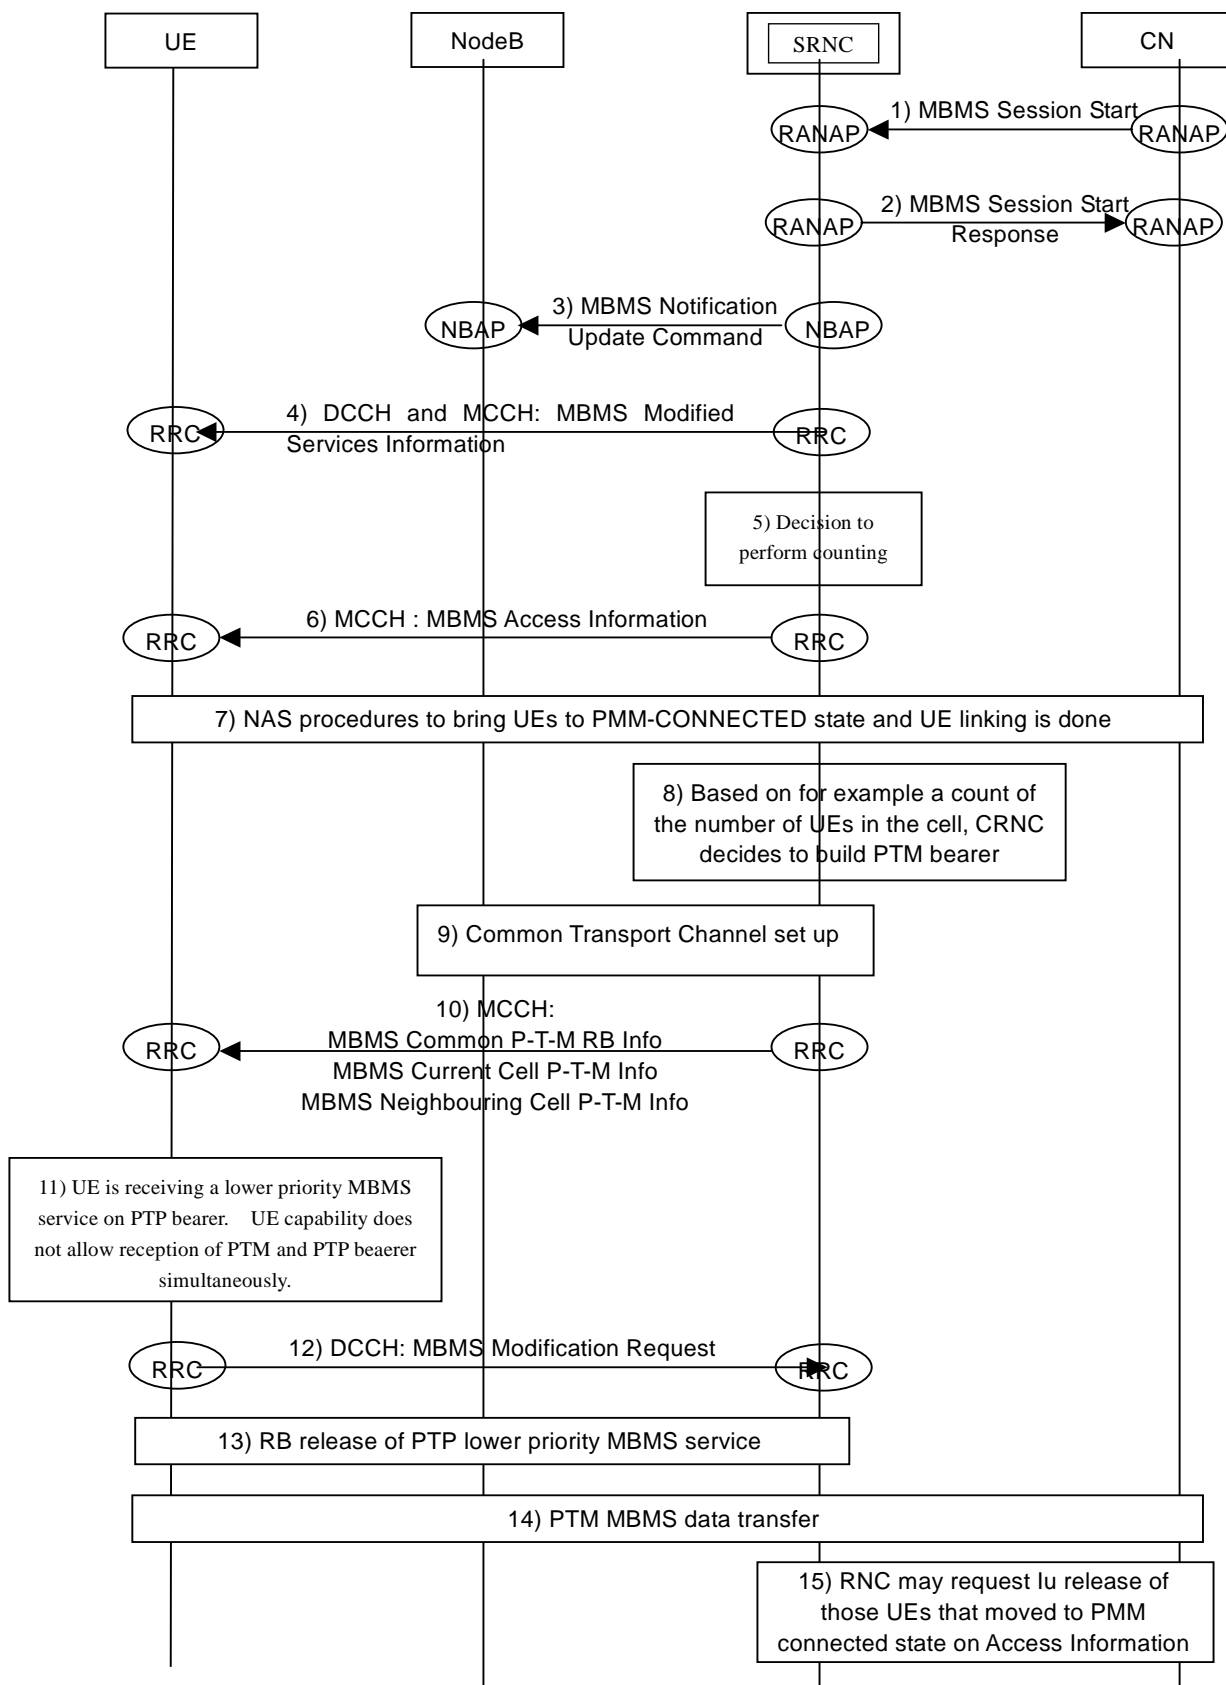 UE
NodeB
SRNC
CN
1) MBMS Session Start
RANAP
RANAP
2) MBMS Session Start
Response
RANAP
RANAP
3) MBMS Notification
Update Command
NBAP
NBAP
4) DCCH and MCCH: MBMS Modified
Services Information
RRC
RRC
5) Decision to
perform counting
6) MCCH : MBMS Access Information
RRC
RRC
7) NAS procedures to bring UEs to PMM-CONNECTED state and UE linking is done
8) Based on for example a count of
the number of UEs in the cell, CRNC
decides to build PTM bearer
9) Common Transport Channel set up
10) MCCH:
MBMS Common P-T-M RB Info
MBMS Current Cell P-T-M Info
MBMS Neighbouring Cell P-T-M Info
RRC
RRC
11) UE is receiving a lower priority MBMS
service on PTP bearer. UE capability does
not allow reception of PTM and PTP beaerer
simultaneously.
12) DCCH: MBMS Modification Request
RRC
RRC
13) RB release of PTP lower priority MBMS service
14) PTM MBMS data transfer
15) RNC may request Iu release of
those UEs that moved to PMM
connected state on Access Information